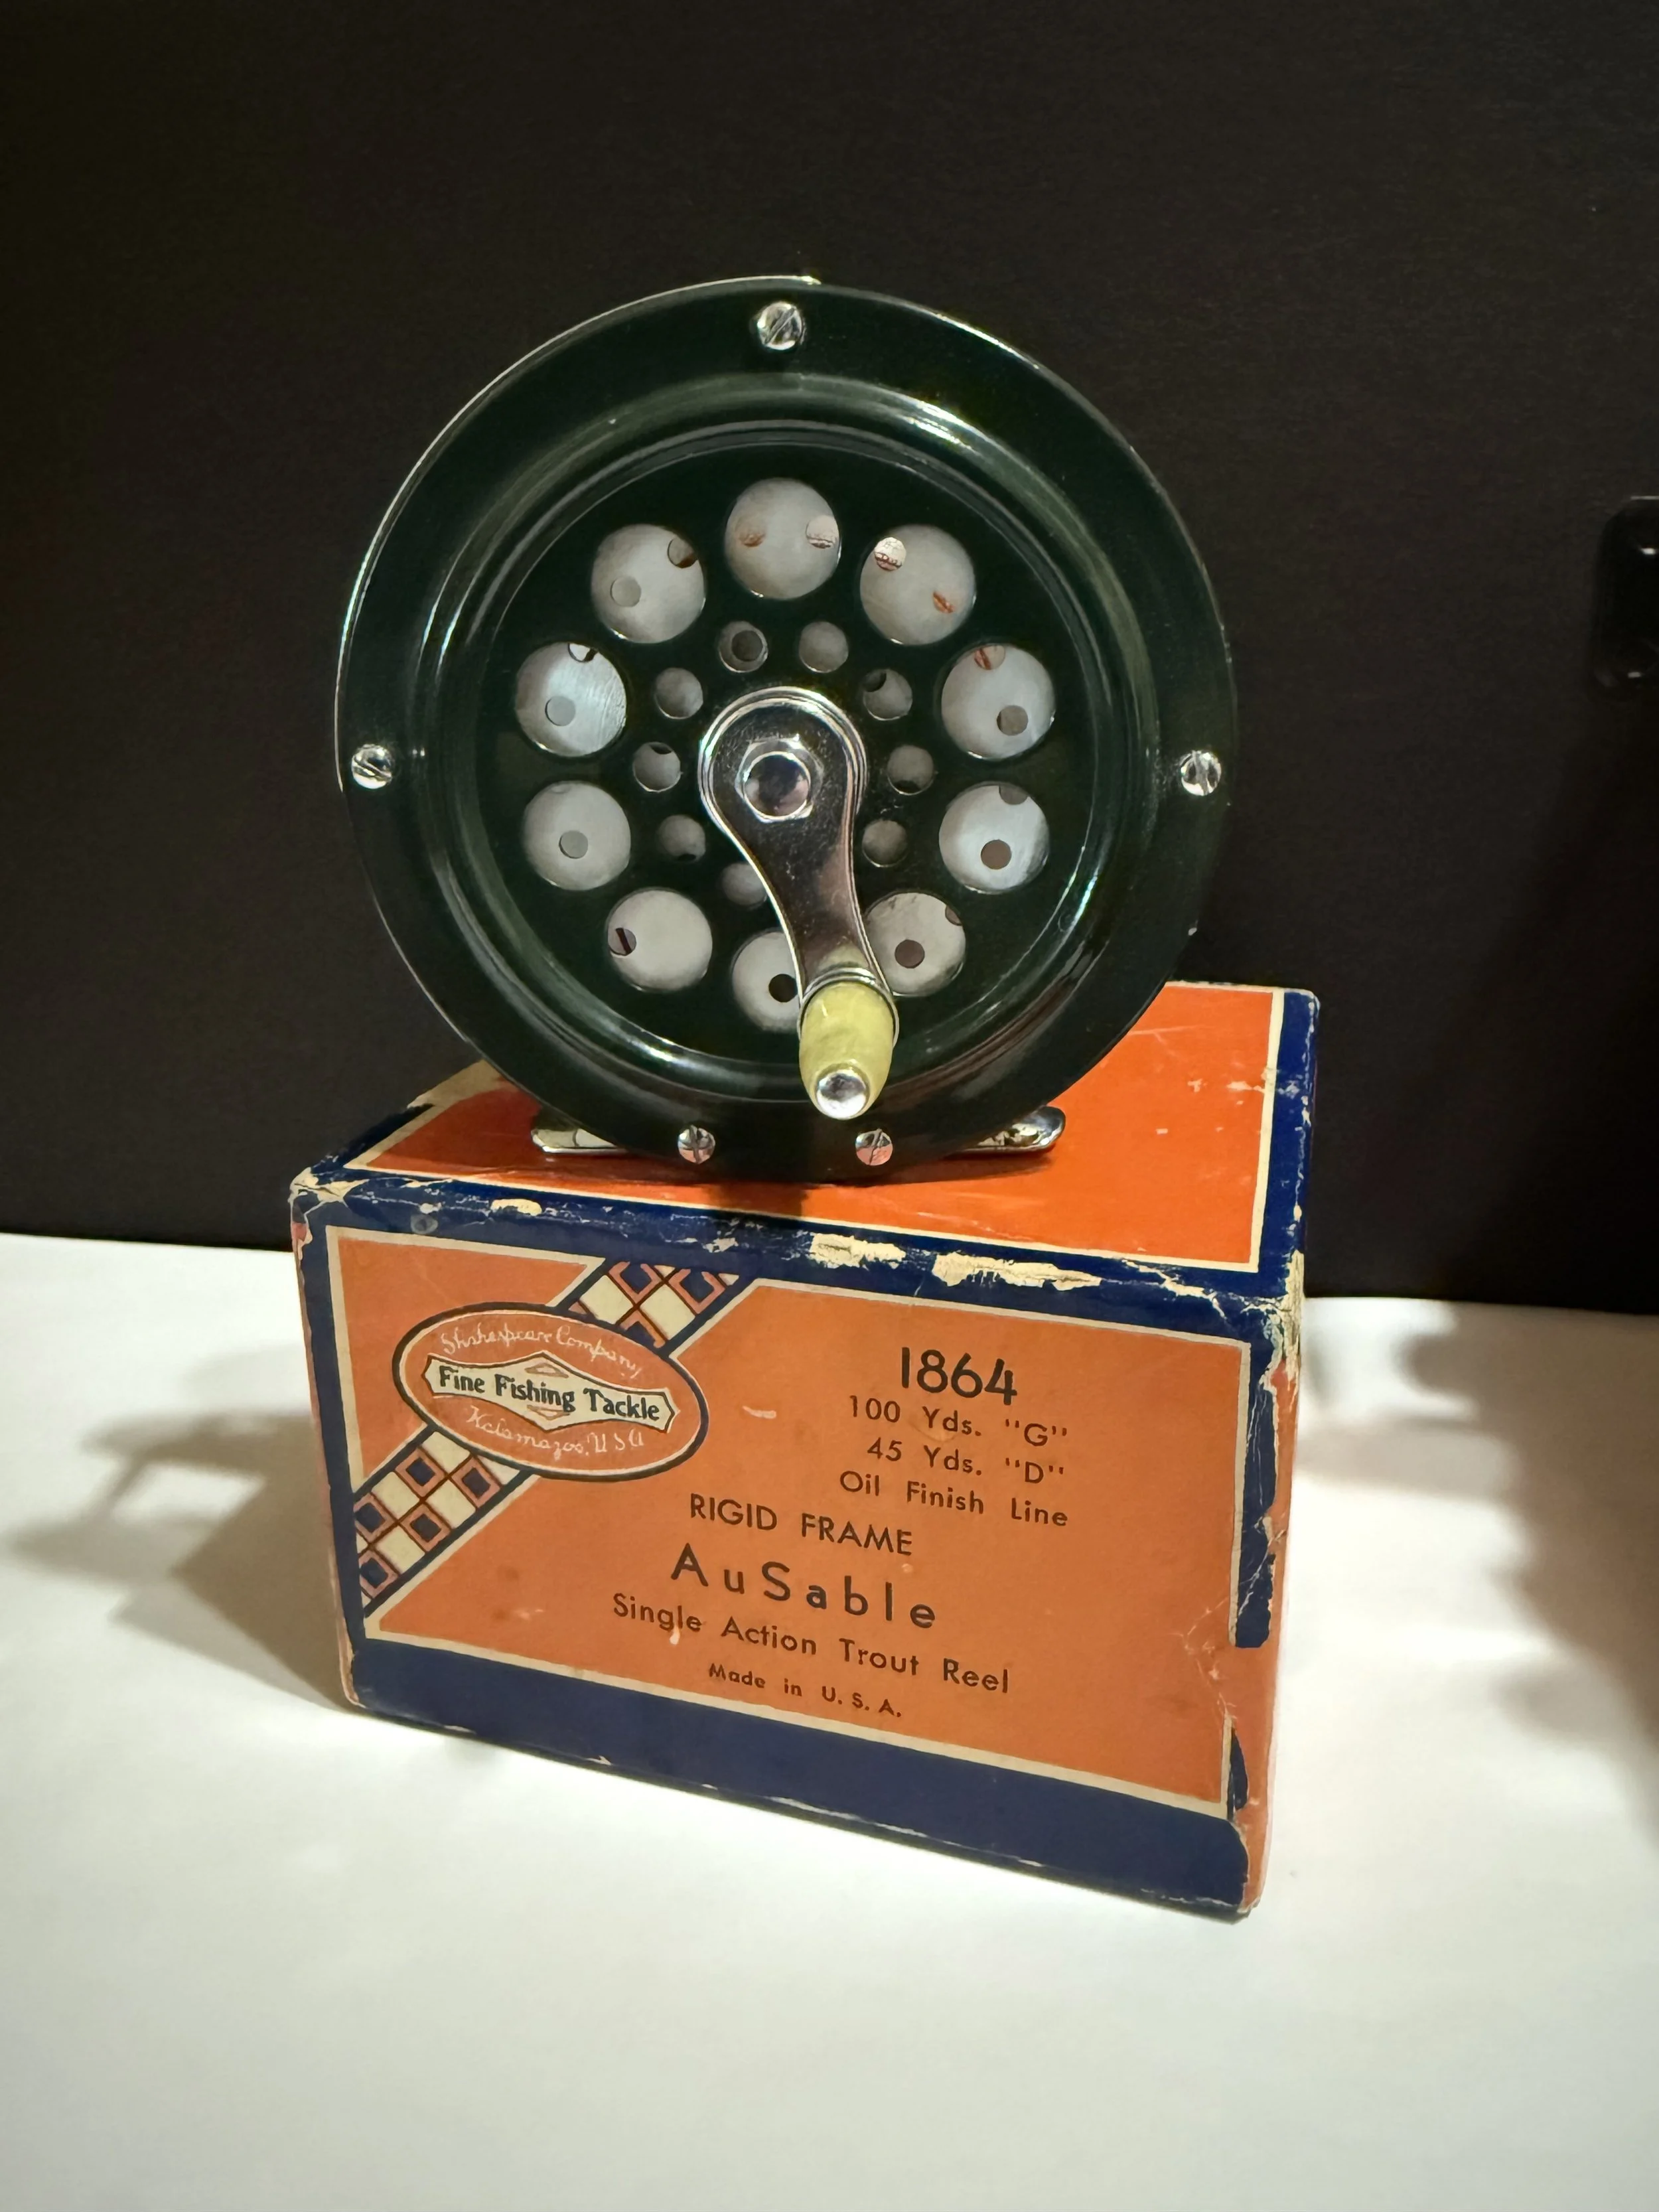 Shakespeare Company
Fine Fishing Tackle
Kalamazoo, U S A
1864
100 Yds. "G"
45 Yds. "D"
Oil Finish Line
RIGID FRAME
AuSable
Single Action Trout Reel
Made in U. S. A.